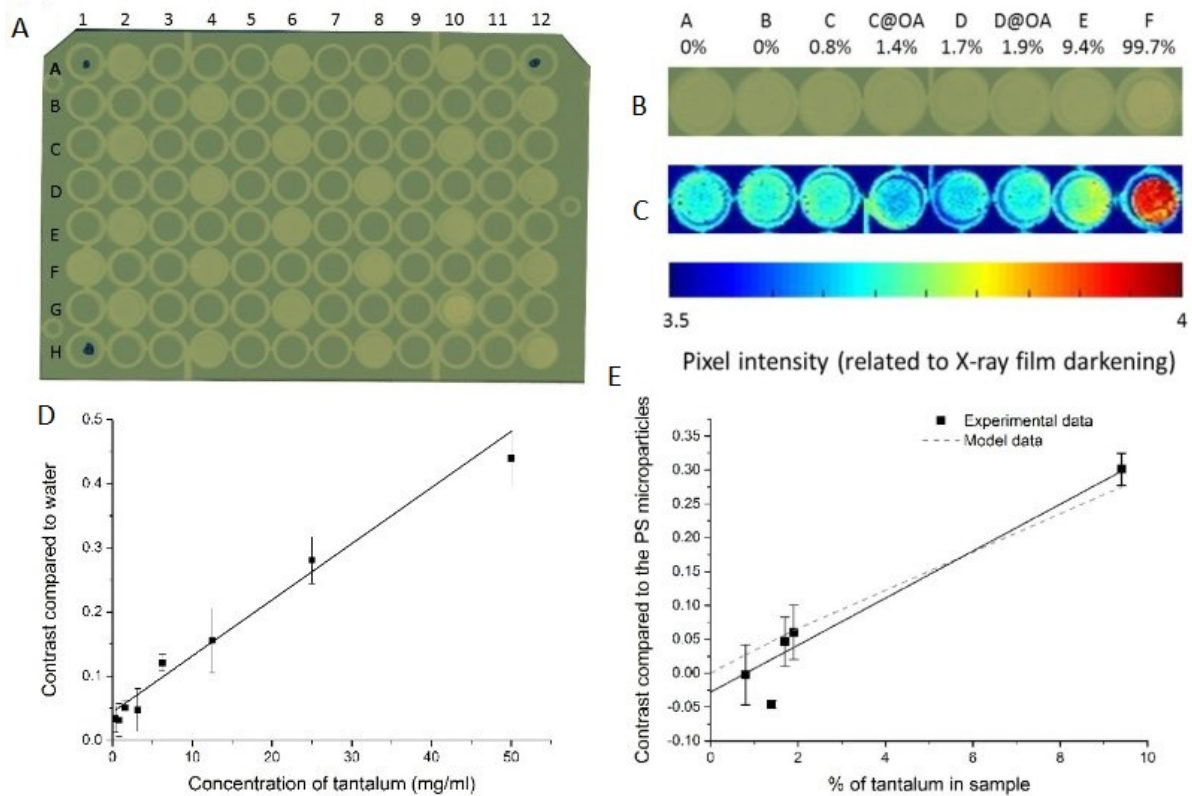 A
1 2 3 4 5 6 7 8 9 10 11 12
A
B
C
D
E
F
G
H
A B C C@OA D D@OA E F
0% 0% 0.8% 1.4% 1.7% 1.9% 9.4% 99.7%
B
C
3.5 4
Pixel intensity (related to X-ray film darkening)
D
0.5
0.4
0.3
0.2
0.1
0.0
Contrast compared to water
0 10 20 30 40 50
Concentration of tantalum (mg/ml)
E
Experimental data
Model data
0.35
0.30
0.25
0.20
0.15
0.10
0.05
0.00
-0.05
-0.10
Contrast compared to the PS microparticles
0 2 4 6 8 10
% of tantalum in sample